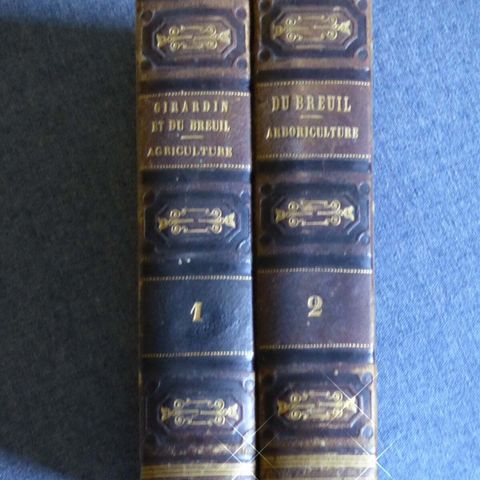 GIRARDIN
ET DU BREUIL
AGRICULTURE
1
DU BREUIL
ARBORICULTURE
2